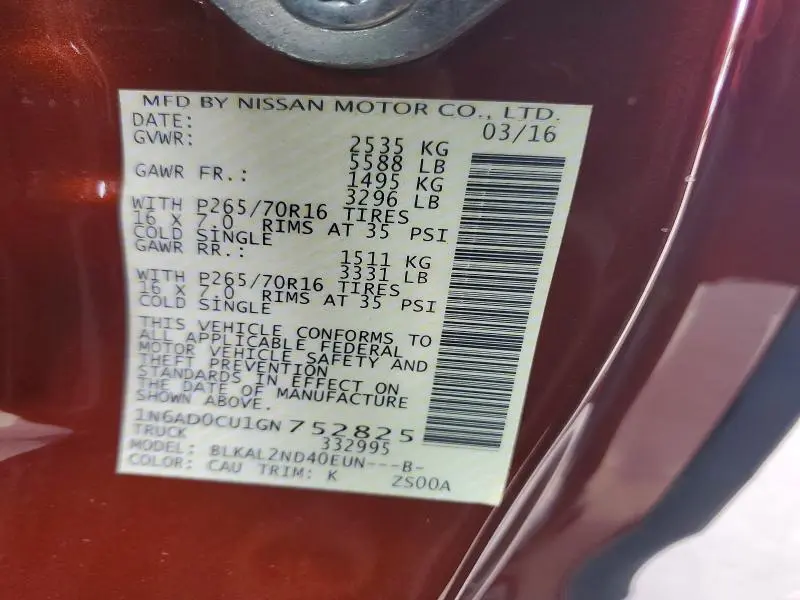 MFD BY NISSAN MOTOR CO., LTD.
DATE: 03/16
GVWR: 2535 KG
5588 LB
GAWR FR.: 1495 KG
3296 LB
WITH P265/70R16 TIRES
16 X 7.0 RIMS AT 35 PSI
COLD SINGLE
GAWR RR.: 1511 KG
3331 LB
WITH P265/70R16 TIRES
16 X 7.0 RIMS AT 35 PSI
COLD SINGLE
THIS VEHICLE CONFORMS TO
ALL APPLICABLE FEDERAL
MOTOR VEHICLE SAFETY AND
THEFT PREVENTION
STANDARDS IN EFFECT ON
THE DATE OF MANUFACTURE
SHOWN ABOVE.
1N6AD0CU1GN752825
TRUCK 332995
MODEL: BLKAL2ND40EUN---B-
COLOR: CAU TRIM: K ZS00A